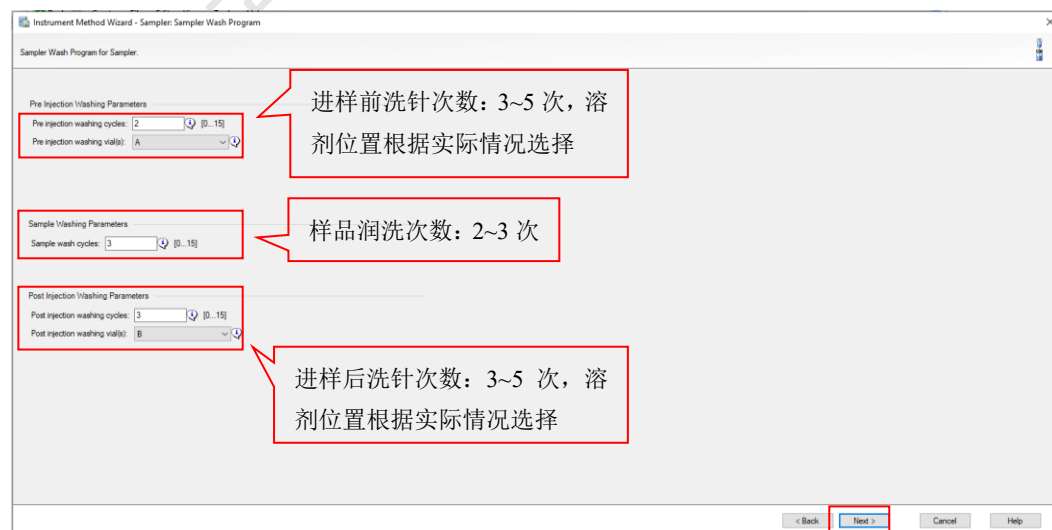 Instrument Method Wizard - Sampler: Sampler Wash Program
Sampler Wash Program for Sampler.
Pre Injection Washing Parameters
Pre injection washing cycles: 2 [0...15]
Pre injection washing vial(s): A
进样前洗针次数：3~5 次，溶
剂位置根据实际情况选择
Sample Washing Parameters
Sample wash cycles: 3 [0...15]
样品润洗次数：2~3 次
Post Injection Washing Parameters
Post injection washing cycles: 3 [0...15]
Post injection washing vial(s): B
进样后洗针次数：3~5 次，溶
剂位置根据实际情况选择
< Back Next > Cancel Help